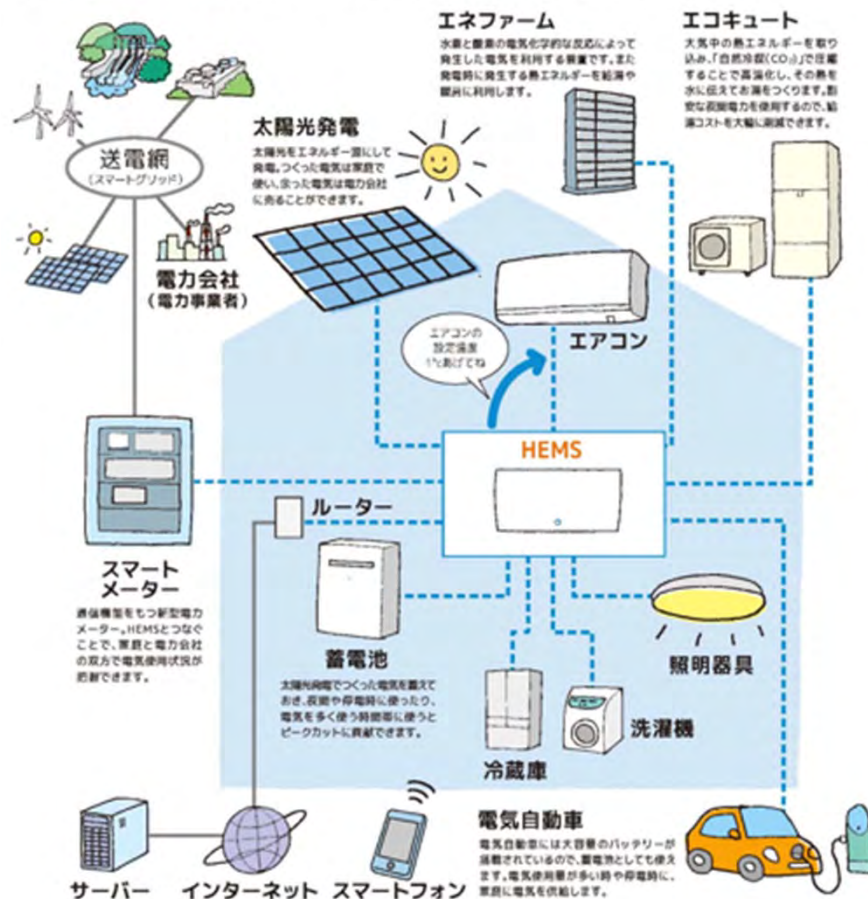 エネファーム
水素と酸素の電気化学的な反応によって
発生した電気を利用する装置です。また
発電時に発生する熱エネルギーを給湯や
暖房に利用します。
エコキュート
大気中の熱エネルギーを取り
込み、「自然冷媒(CO₂)」で圧縮
することで高温化し、その熱を
水に伝えてお湯をつくります。割
安な夜間電力を使用するので、給
湯コストを大幅に削減できます。
太陽光発電
太陽光をエネルギー源にして
発電。つくった電気は家庭で
使い、余った電気は電力会社
に売ることができます。
送電網
(スマートグリッド)
電力会社
(電力事業者)
エアコンの
設定温度
1℃あげてね
エアコン
HEMS
ルーター
スマート
メーター
通信機能をもつ新型電力
メーター。HEMSとつなぐ
ことで、家庭と電力会社
の双方で電気使用状況が
把握できます。
蓄電池
太陽光発電でつくった電気を蓄えて
おき、夜間や停電時に使ったり、
電気を多く使う時間帯に使うと
ピークカットに貢献できます。
照明器具
洗濯機
冷蔵庫
電気自動車
電気自動車には大容量のバッテリーが
搭載されているので、蓄電池としても使え
ます。電気使用量が多い時や停電時に、
家庭に電気を供給します。
サーバー
インターネット
スマートフォン